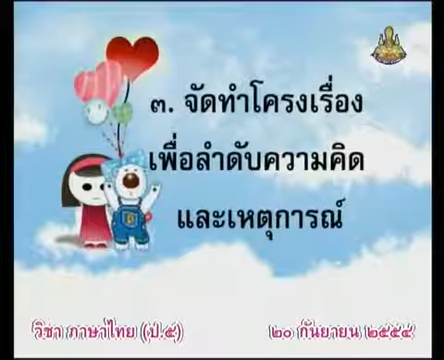 ๓. จัดทำโครงเรื่อง
เพื่อลำดับความคิด
และเหตุการณ์
วิชา ภาษาไทย (ป.๕)
๒๐ กันยายน ๒๕๕๔